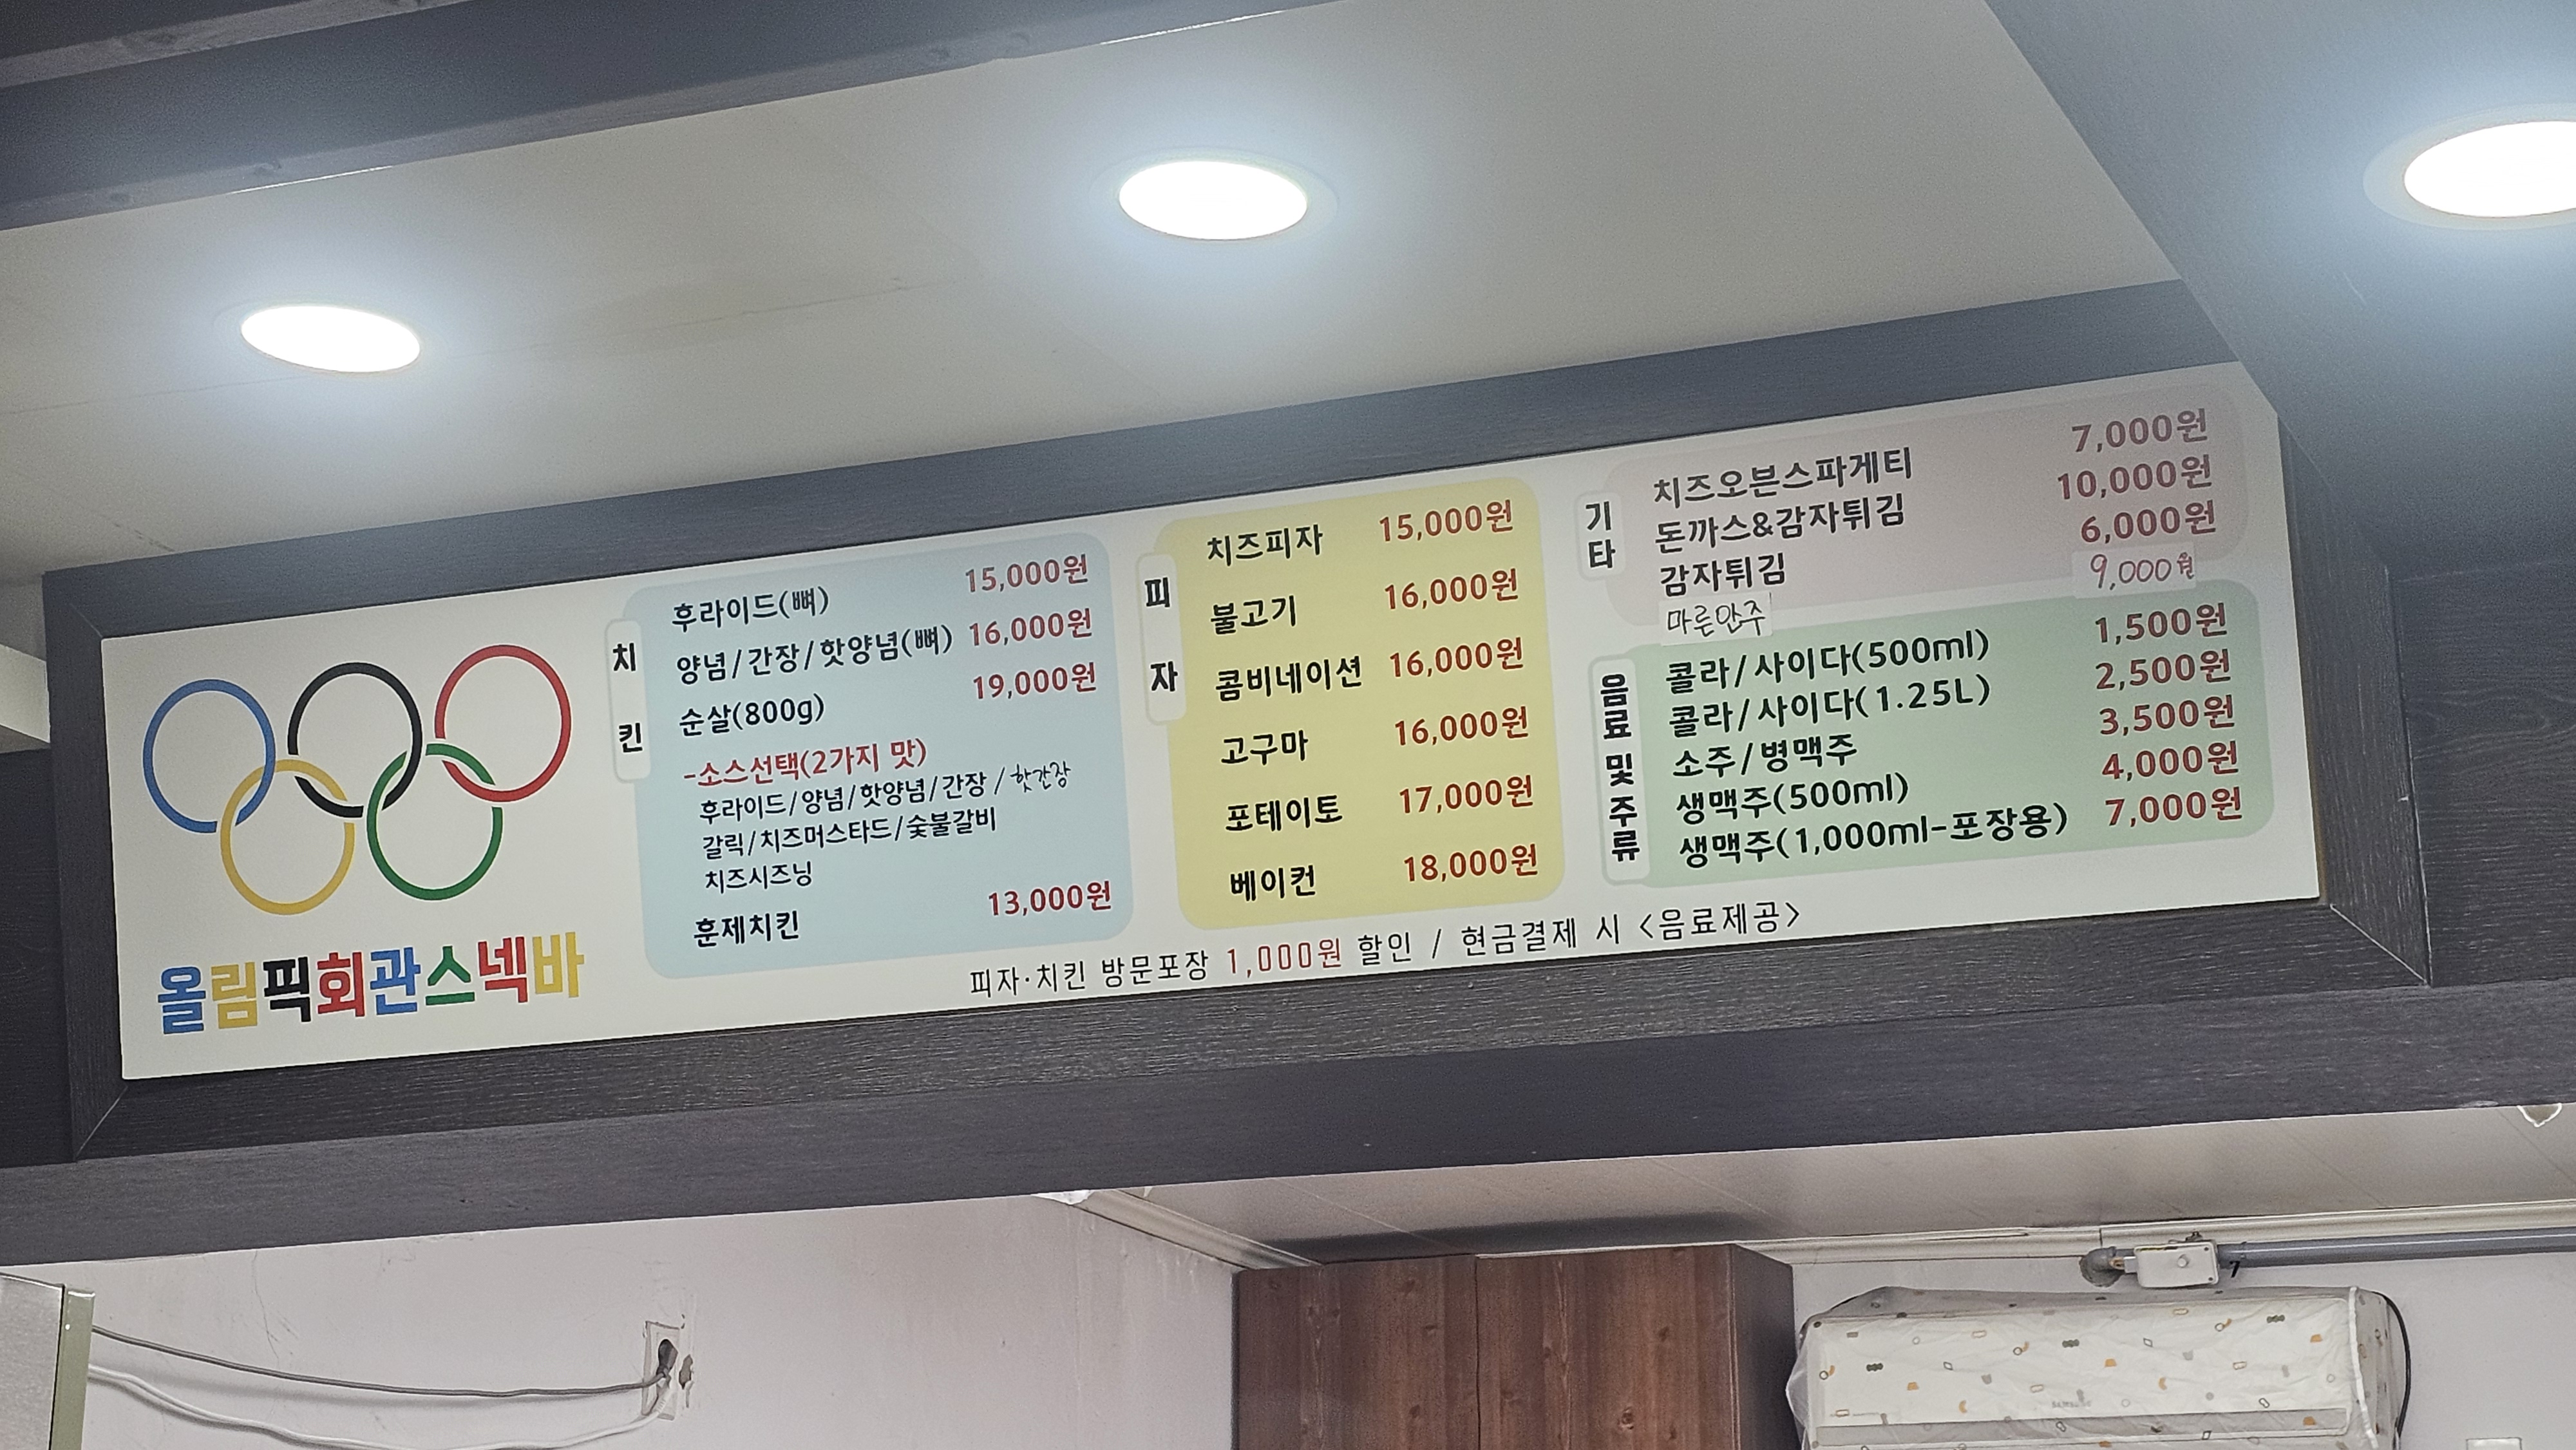 올림픽회관스넥바
치킨
후라이드(뼈) 15,000원
양념/간장/핫양념(뼈) 16,000원
순살(800g) 19,000원
-소스선택(2가지 맛)
후라이드/양념/핫양념/간장/핫간장
갈릭/치즈머스타드/숯불갈비
치즈시즈닝
훈제치킨 13,000원
피자
치즈피자 15,000원
불고기 16,000원
콤비네이션 16,000원
고구마 16,000원
포테이토 17,000원
베이컨 18,000원
기타
치즈오븐스파게티 7,000원
돈까스&감자튀김 10,000원
감자튀김 6,000원
마른안주 9,000원
음료 및 주류
콜라/사이다(500ml) 1,500원
콜라/사이다(1.25L) 2,500원
소주/병맥주 3,500원
생맥주(500ml) 4,000원
생맥주(1,000ml-포장용) 7,000원
피자·치킨 방문포장 1,000원 할인 / 현금결제 시 <음료제공>
SAMSUNG